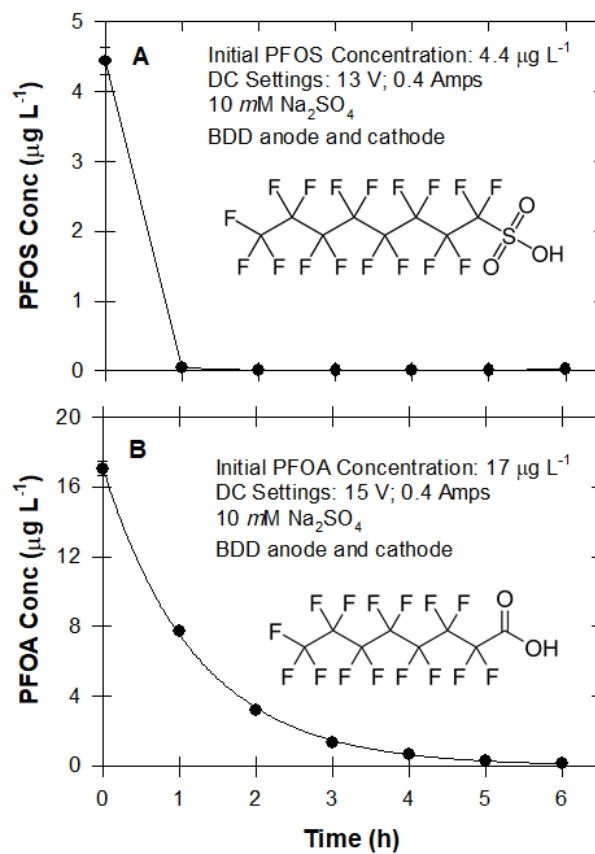 A
Initial PFOS Concentration: 4.4 µg L⁻¹
DC Settings: 13 V; 0.4 Amps
10 mM Na₂SO₄
BDD anode and cathode
PFOS Conc (µg L⁻¹)
5
4
3
2
4
0
F F F F F F F F
F
O
S
OH
O
F F F F F F F F
B
Initial PFOA Concentration: 17 µg L⁻¹
DC Settings: 15 V; 0.4 Amps
10 mM Na₂SO₄
BDD anode and cathode
PFOA Conc (µg L⁻¹)
20
16
12
8
4
0
F F F F F F
O
F
OH
F F F F F F F F
0 1 2 3 4 5 6
Time (h)